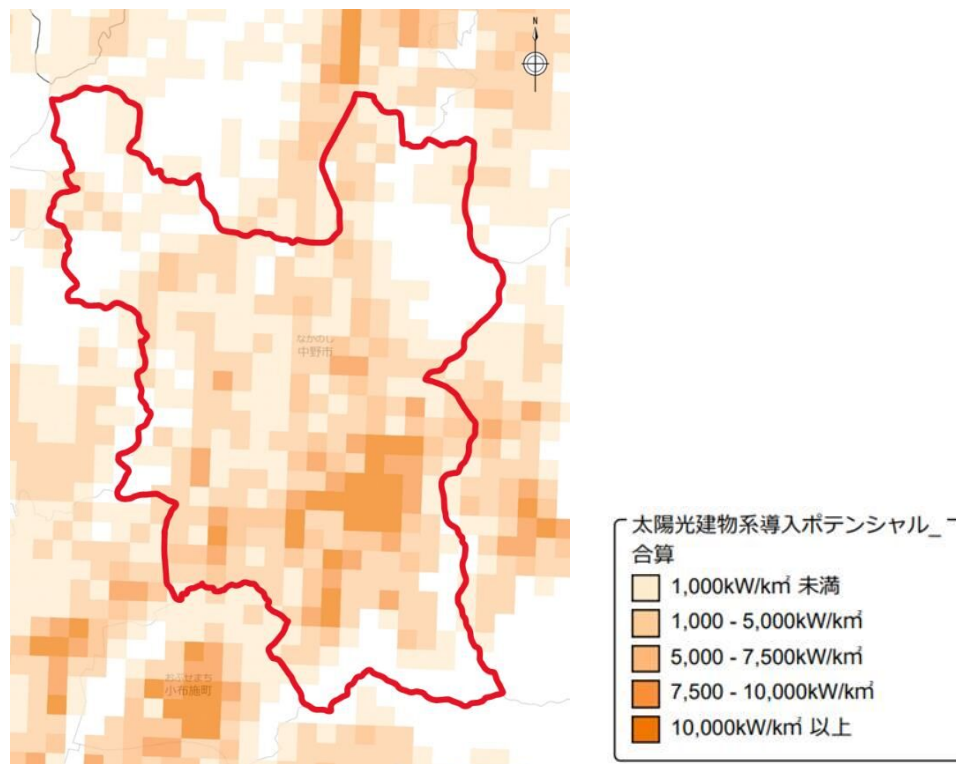 N
なかのし
中野市
おぶせまち
小布施町
太陽光建物系導入ポテンシャル_
合算
1,000kW/k㎡ 未満
1,000 - 5,000kW/k㎡
5,000 - 7,500kW/k㎡
7,500 - 10,000kW/k㎡
10,000kW/k㎡ 以上